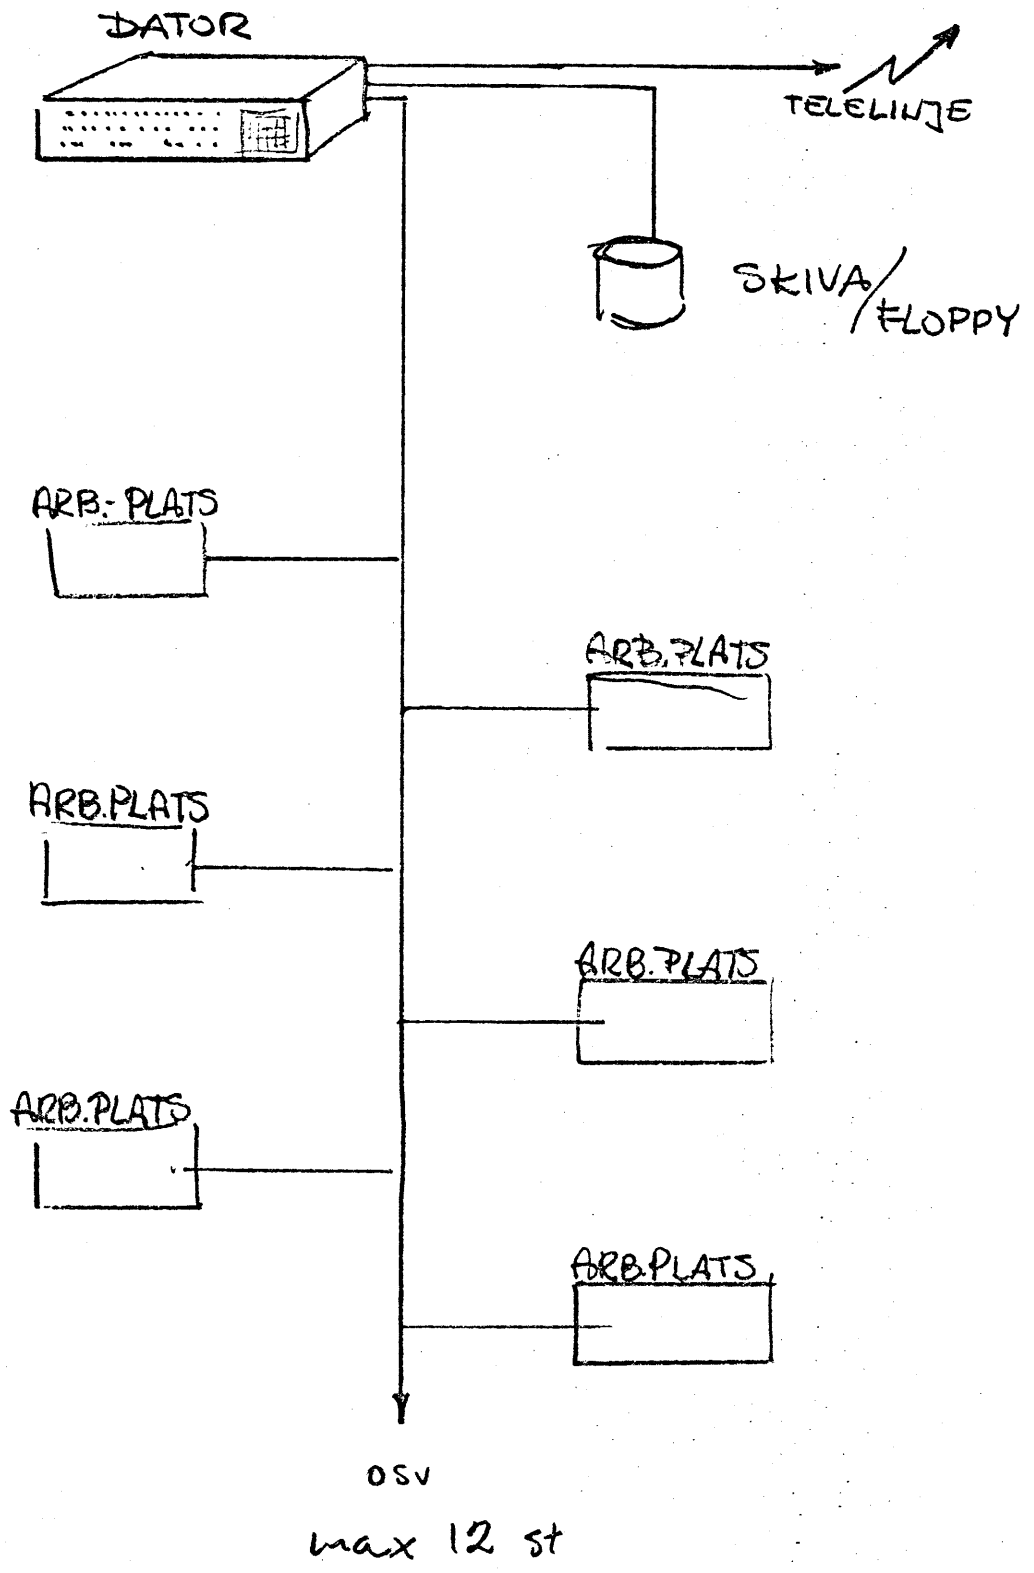 DATOR
TELELINJE
SKIVA/
FLOPPY
ARB.-PLATS
ARB.PLATS
ARB.PLATS
ARB.PLATS
ARB.PLATS
ARB.PLATS
osv
max 12 st